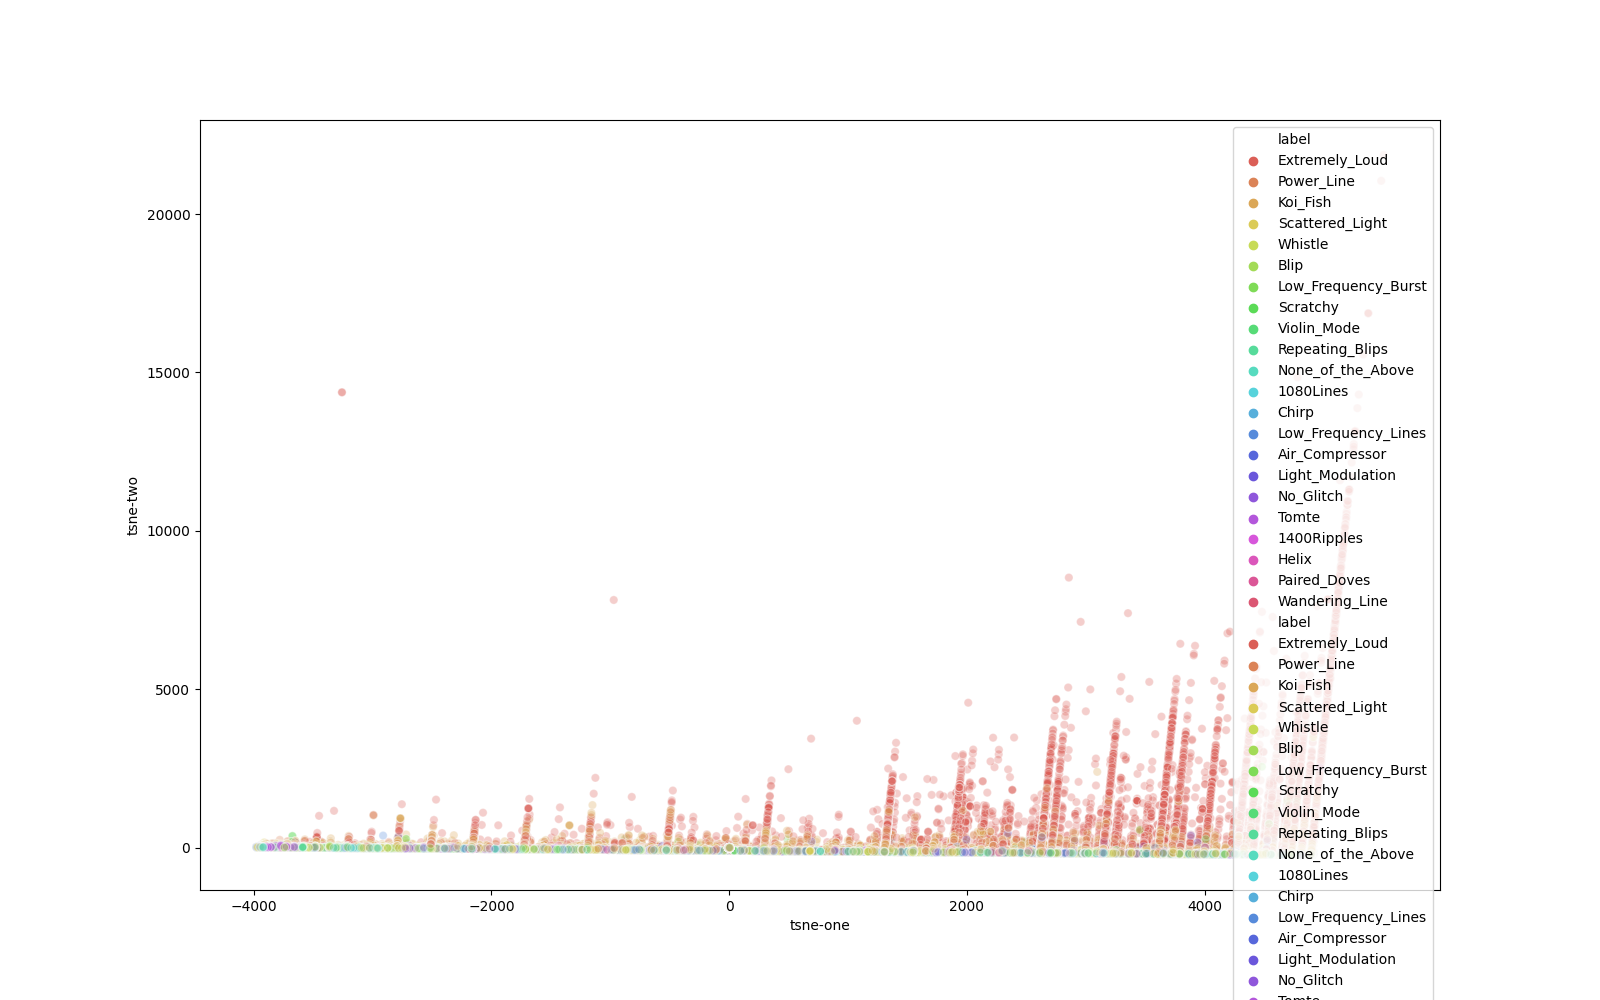 label
Extremely_Loud
Power_Line
Koi_Fish
Scattered_Light
Whistle
Blip
Low_Frequency_Burst
Scratchy
Violin_Mode
Repeating_Blips
None_of_the_Above
1080Lines
Chirp
Low_Frequency_Lines
Air_Compressor
Light_Modulation
No_Glitch
Tomte
1400Ripples
Helix
Paired_Doves
Wandering_Line
label
Extremely_Loud
Power_Line
Koi_Fish
Scattered_Light
Whistle
Blip
Low_Frequency_Burst
Scratchy
Violin_Mode
Repeating_Blips
None_of_the_Above
1080Lines
Chirp
Low_Frequency_Lines
Air_Compressor
Light_Modulation
No_Glitch
Tomte
20000
15000
10000
5000
0
tsne-two
−4000 −2000 0 2000 4000
tsne-one